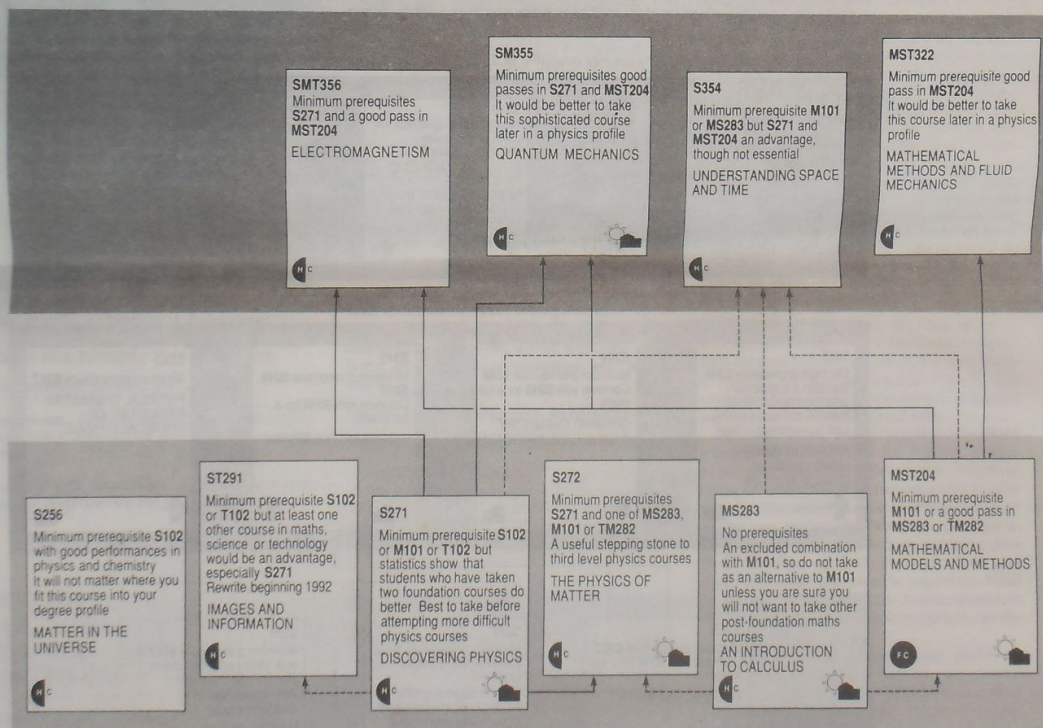 SMT356
Minimum prerequisites
S271 and a good pass in
MST204
ELECTROMAGNETISM
H C
SM355
Minimum prerequisites good
passes in S271 and MST204
It would be better to take
this sophisticated course
later in a physics profile
QUANTUM MECHANICS
H C
S354
Minimum prerequisite M101
or MS283 but S271 and
MST204 an advantage,
though not essential
UNDERSTANDING SPACE
AND TIME
H C
MST322
Minimum prerequisite good
pass in MST204
It would be better to take
this course later in a physics
profile
MATHEMATICAL
METHODS AND FLUID
MECHANICS
H C
S256
Minimum prerequisite S102
with good performances in
physics and chemistry
it will not matter where you
fit this course into your
degree profile
MATTER IN THE
UNIVERSE
H C
ST291
Minimum prerequisite S102
or T102 but at least one
other course in maths,
science or technology
would be an advantage,
especially S271
Rewrite beginning 1992
IMAGES AND
INFORMATION
H C
S271
Minimum prerequisite S102
or M101 or T102 but
statistics show that
students who have taken
two foundation courses do
better Best to take before
attempting more difficult
physics courses
DISCOVERING PHYSICS
H C
S272
Minimum prerequisites
S271 and one of MS283,
M101 or TM282
A useful stepping stone to
third level physics courses
THE PHYSICS OF
MATTER
H C
MS283
No prerequisites
An excluded combination
with M101, so do not take
as an alternative to M101
unless you are sure you
will not want to take other
post-foundation maths
courses
AN INTRODUCTION
TO CALCULUS
H C
MST204
Minimum prerequisite
M101 or a good pass in
MS283 or TM282
MATHEMATICAL
MODELS AND METHODS
FC